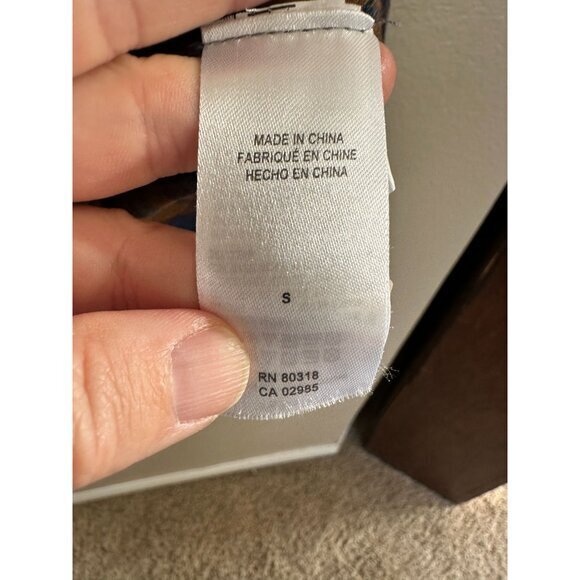 MADE IN CHINA
FABRIQUÉ EN CHINE
HECHO EN CHINA
S
RN 80318
CA 02985